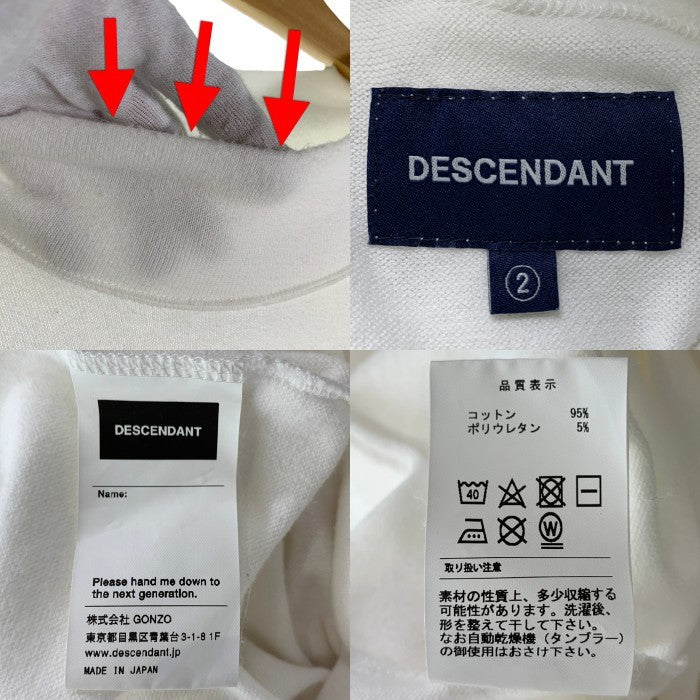 DESCENDANT
2
DESCENDANT
Name:
Please hand me down to
the next generation.
株式会社 GONZO
東京都目黒区青葉台3-1-8 1F
www.descendant.jp
MADE IN JAPAN
品質表示
コットン 95%
ポリウレタン 5%
40
W
取り扱い注意
素材の性質上、多少収縮する
可能性があります。洗濯後、
形を整えて干して下さい。
なお自動乾燥機(タンブラー)
の御使用はおさけ下さい。